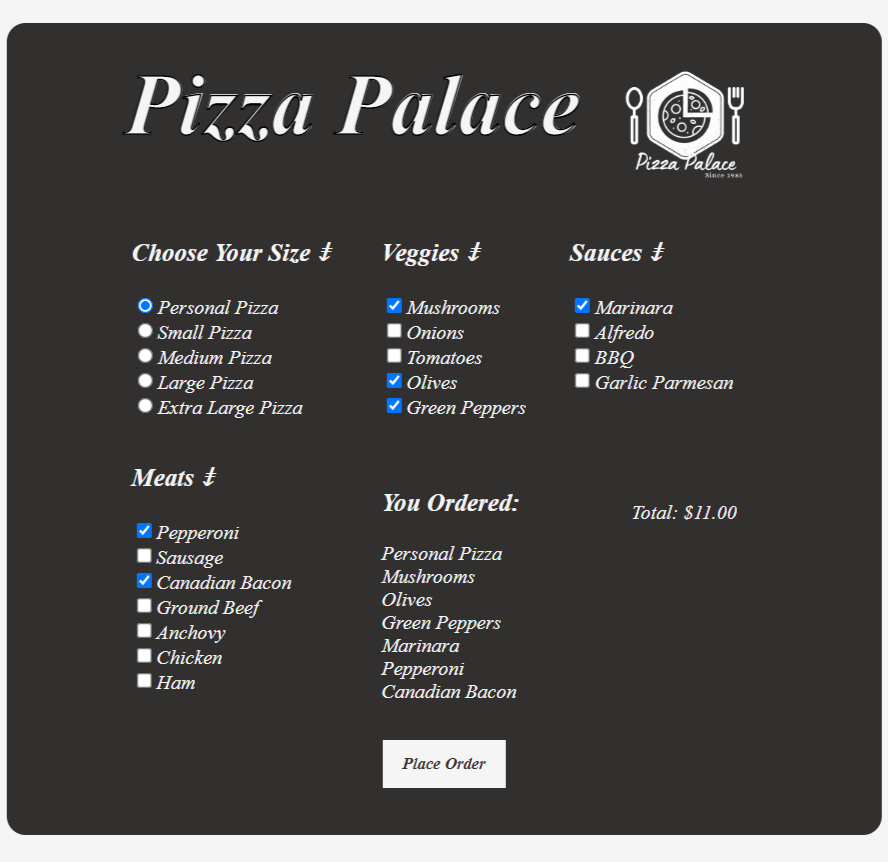 Pizza Palace
Pizza Palace
Since 1985
Choose Your Size ⇟
Personal Pizza
Small Pizza
Medium Pizza
Large Pizza
Extra Large Pizza
Veggies ⇟
Mushrooms
Onions
Tomatoes
Olives
Green Peppers
Sauces ⇟
Marinara
Alfredo
BBQ
Garlic Parmesan
Meats ⇟
Pepperoni
Sausage
Canadian Bacon
Ground Beef
Anchovy
Chicken
Ham
You Ordered:
Personal Pizza
Mushrooms
Olives
Green Peppers
Marinara
Pepperoni
Canadian Bacon
Total: $11.00
Place Order